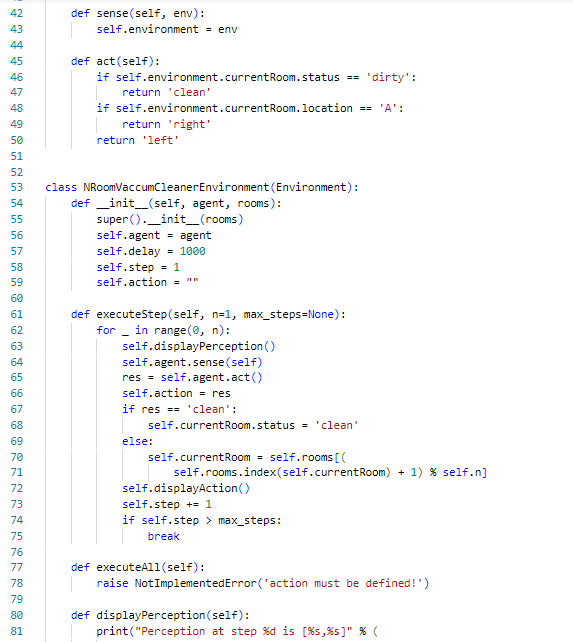 42 def sense(self, env):
43 self.environment = env
44
45 def act(self):
46 if self.environment.currentRoom.status == 'dirty':
47 return 'clean'
48 if self.environment.currentRoom.location == 'A':
49 return 'right'
50 return 'left'
51
52
53 class NRoomVaccumCleanerEnvironment(Environment):
54 def __init__(self, agent, rooms):
55 super().__init__(rooms)
56 self.agent = agent
57 self.delay = 1000
58 self.step = 1
59 self.action = ""
60
61 def executeStep(self, n=1, max_steps=None):
62 for _ in range(0, n):
63 self.displayPerception()
64 self.agent.sense(self)
65 res = self.agent.act()
66 self.action = res
67 if res == 'clean':
68 self.currentRoom.status = 'clean'
69 else:
70 self.currentRoom = self.rooms[(
71 self.rooms.index(self.currentRoom) + 1) % self.n]
72 self.displayAction()
73 self.step += 1
74 if self.step > max_steps:
75 break
76
77 def executeAll(self):
78 raise NotImplementedError('action must be defined!')
79
80 def displayPerception(self):
81 print("Perception at step %d is [%s,%s]" % (